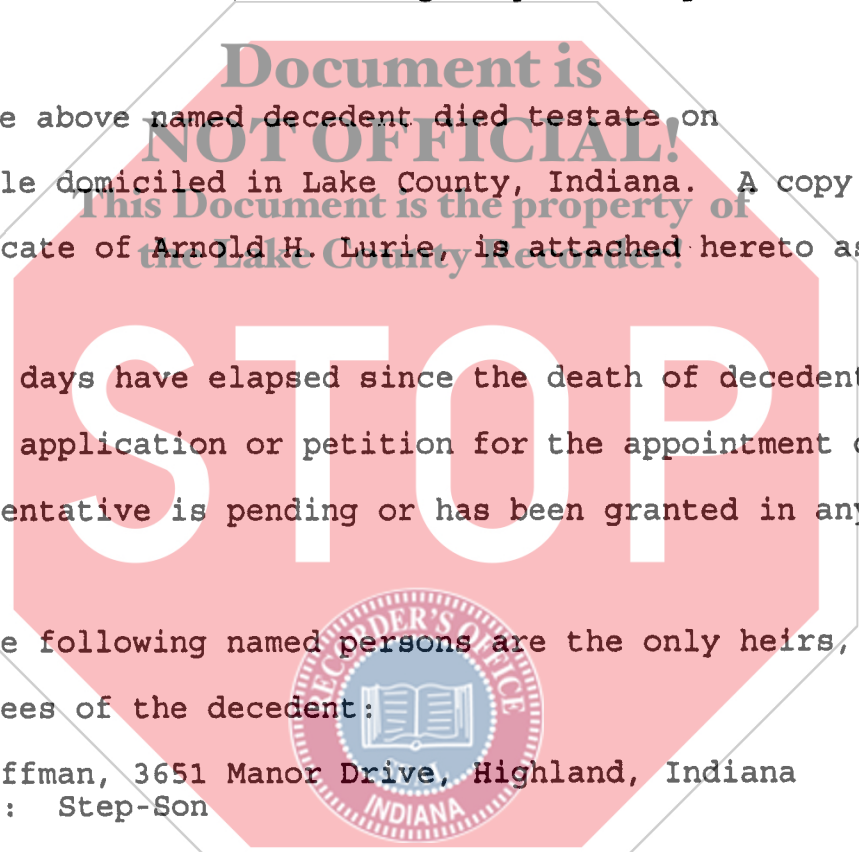 Document is
e above named decedent died testate on
NOT OFFICIAL!
le domiciled in Lake County, Indiana. A copy
This Document is the property of
cate of Arnold H. Lurie, is attached hereto as
the Lake County Recorder!
days have elapsed since the death of decedent
application or petition for the appointment
STOP
entative is pending or has been granted in any
e following named persons are the only heirs,
RECORDER'S OFFICE
ees of the decedent:
SEAL
ffman, 3651 Manor Drive, Highland, Indiana
: Step-Son
INDIANA